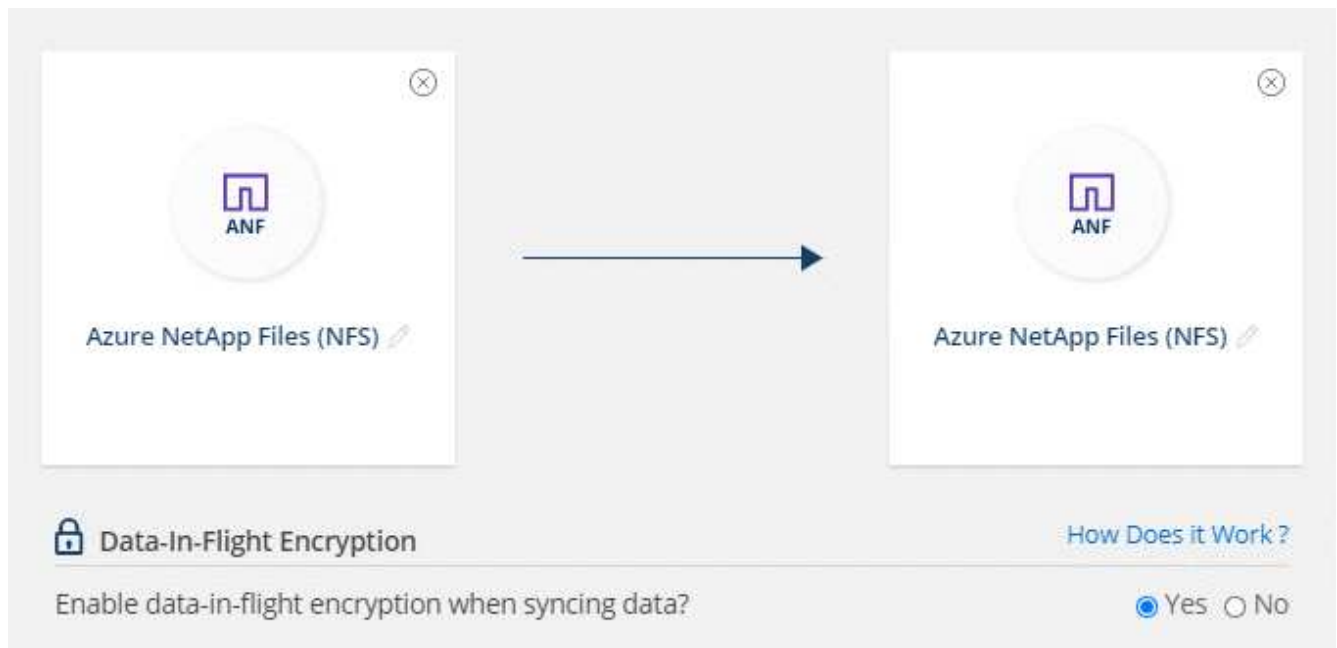 ANF
Azure NetApp Files (NFS)
ANF
Azure NetApp Files (NFS)
Data-In-Flight Encryption
How Does it Work ?
Enable data-in-flight encryption when syncing data?
Yes
No